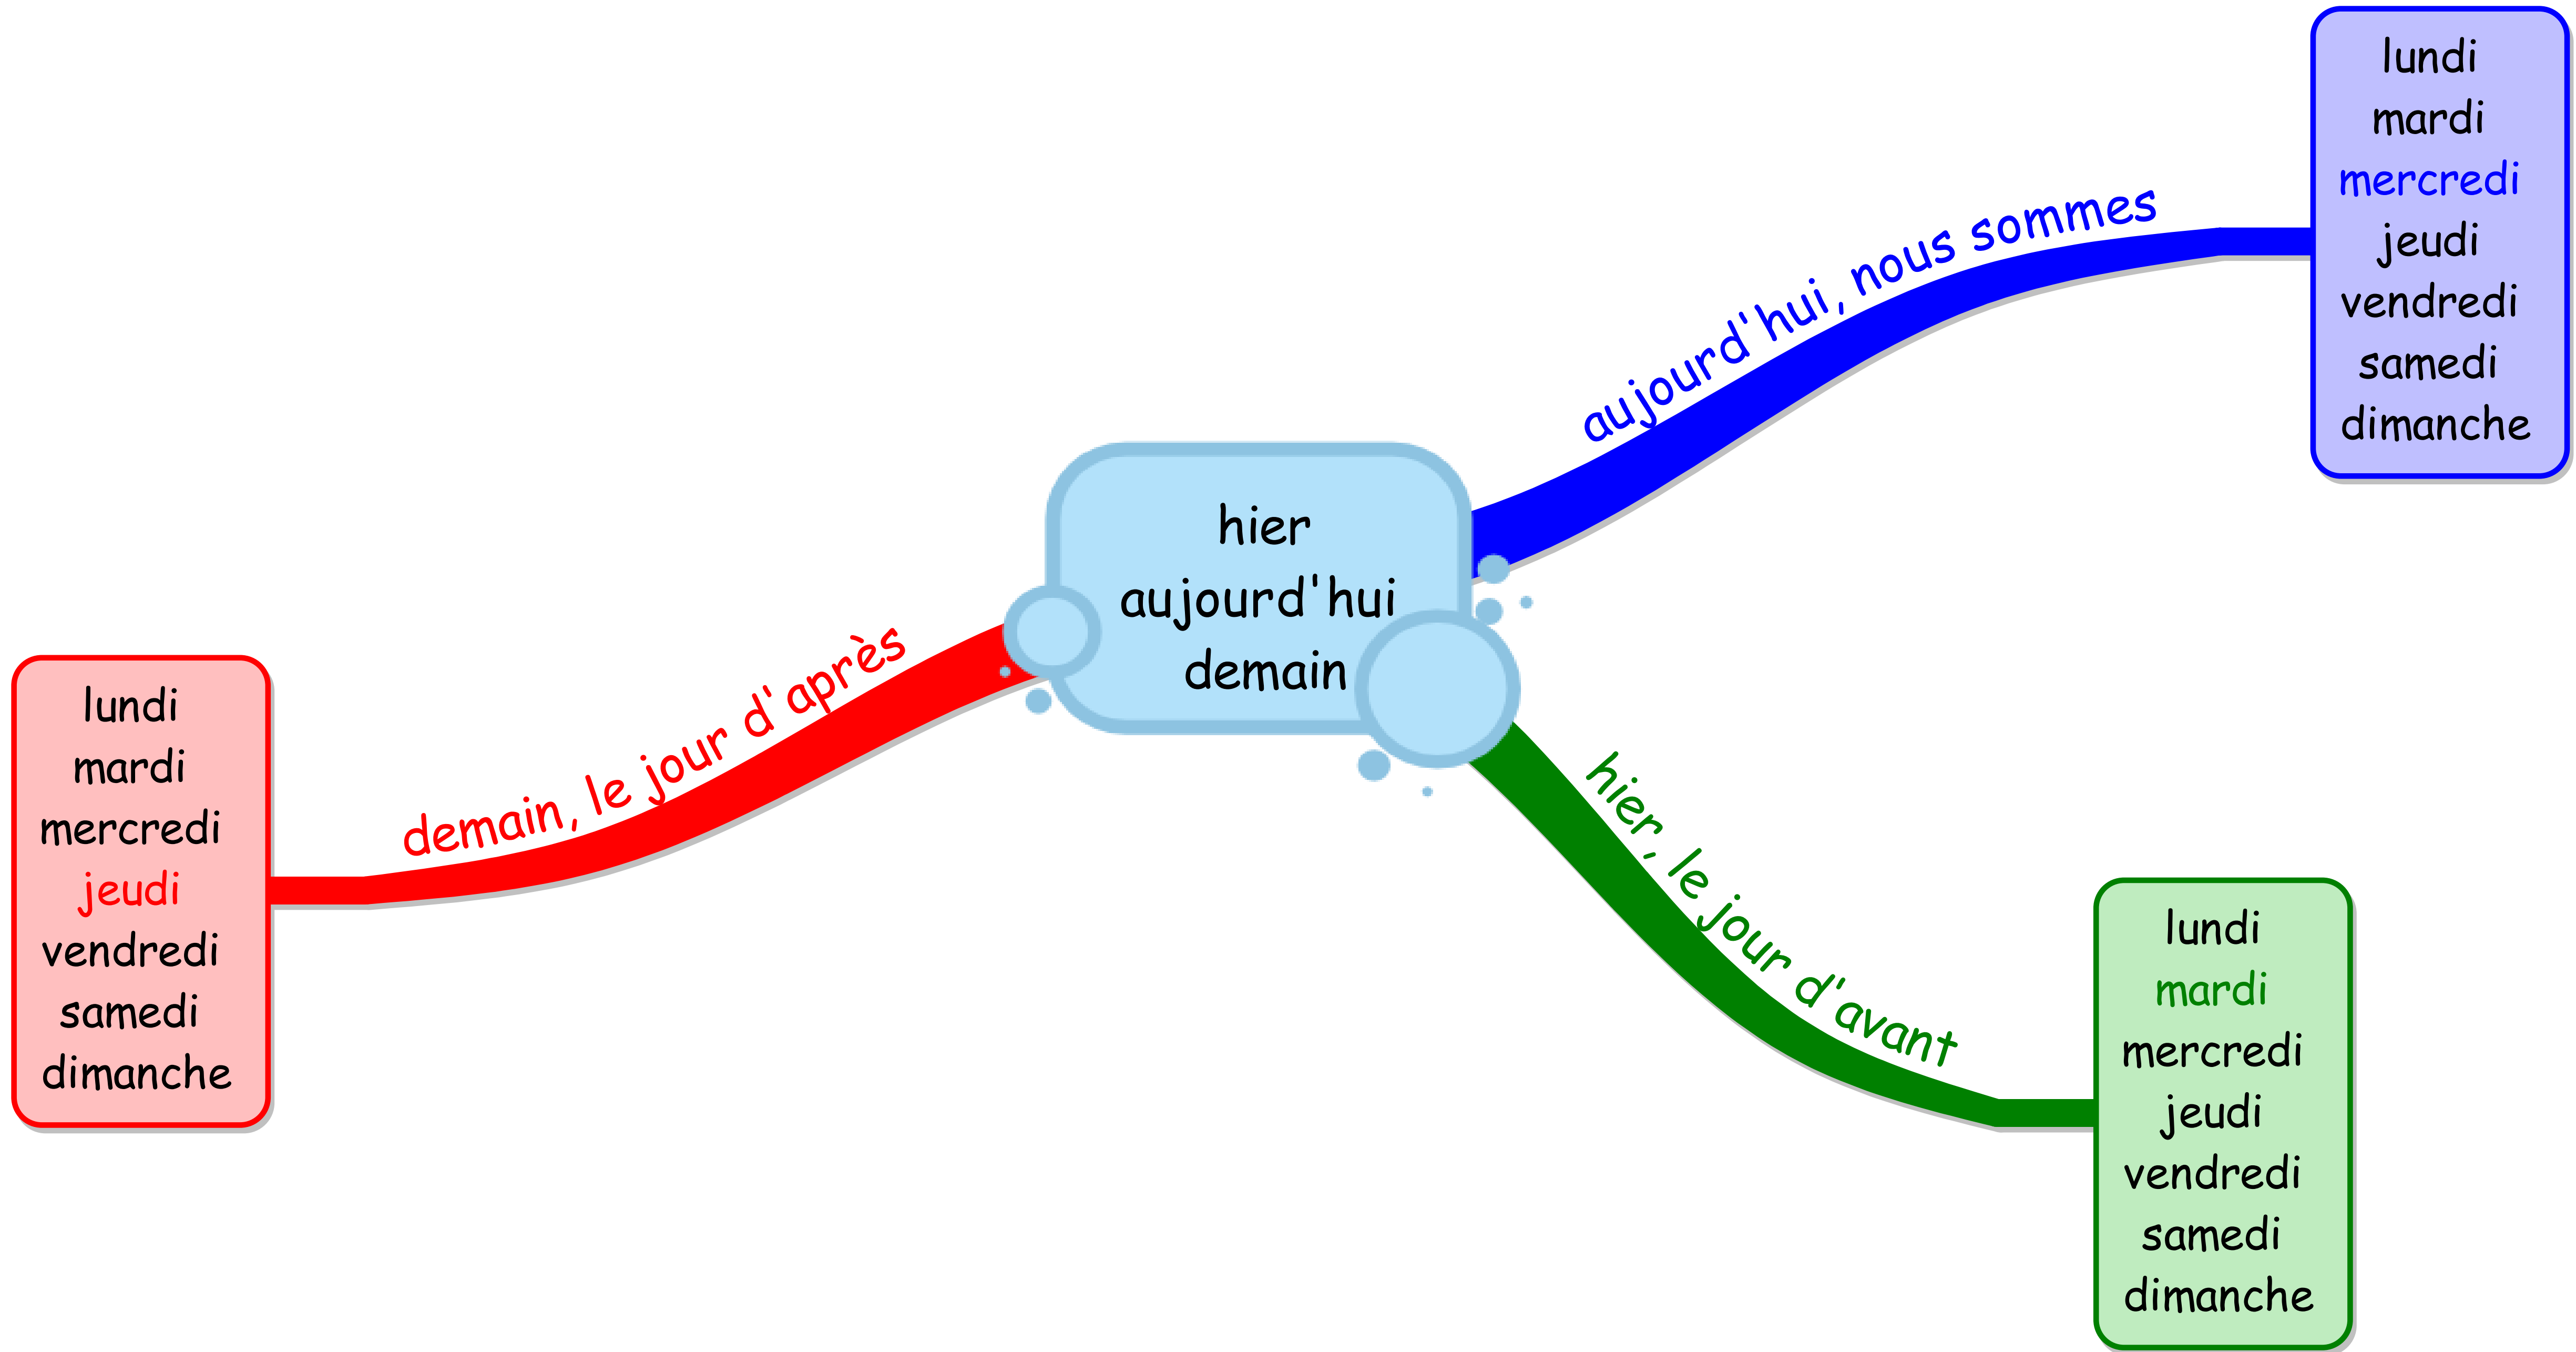 hier
aujourd'hui
demain
aujourd'hui, nous sommes
lundi
mardi
mercredi
jeudi
vendredi
samedi
dimanche
hier, le jour d'avant
lundi
mardi
mercredi
jeudi
vendredi
samedi
dimanche
demain, le jour d'après
lundi
mardi
mercredi
jeudi
vendredi
samedi
dimanche